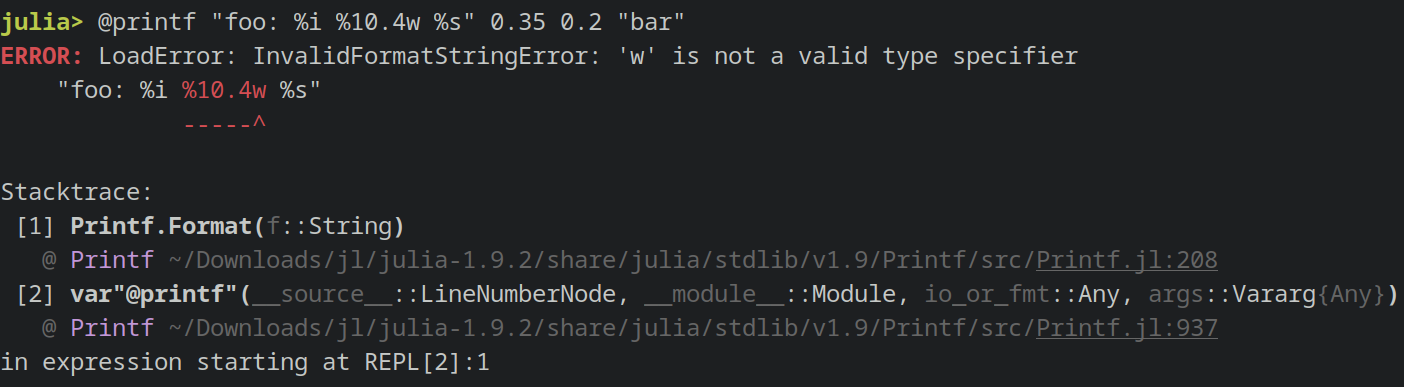 julia> @printf "foo: %i %10.4w %s" 0.35 0.2 "bar"
ERROR: LoadError: InvalidFormatStringError: 'w' is not a valid type specifier
    "foo: %i %10.4w %s"
             -----^

Stacktrace:
 [1] Printf.Format(f::String)
   @ Printf ~/Downloads/jl/julia-1.9.2/share/julia/stdlib/v1.9/Printf/src/Printf.jl:208
 [2] var"@printf"(__source__::LineNumberNode, __module__::Module, io_or_fmt::Any, args::Vararg{Any})
   @ Printf ~/Downloads/jl/julia-1.9.2/share/julia/stdlib/v1.9/Printf/src/Printf.jl:937
in expression starting at REPL[2]:1